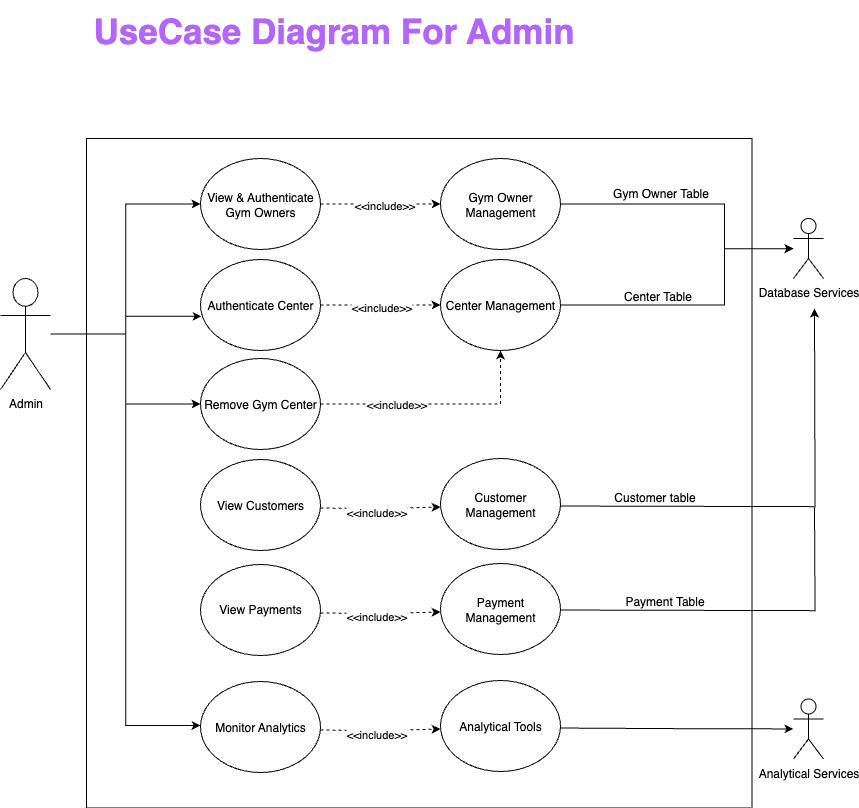 UseCase Diagram For Admin
View & Authenticate
Gym Owners
<<include>>
Gym Owner
Management
Gym Owner Table
Authenticate Center
<<include>>
Center Management
Center Table
Database Services
Admin
Remove Gym Center
<<include>>
View Customers
<<include>>
Customer
Management
Customer table
View Payments
<<include>>
Payment
Management
Payment Table
Monitor Analytics
<<include>>
Analytical Tools
Analytical Services